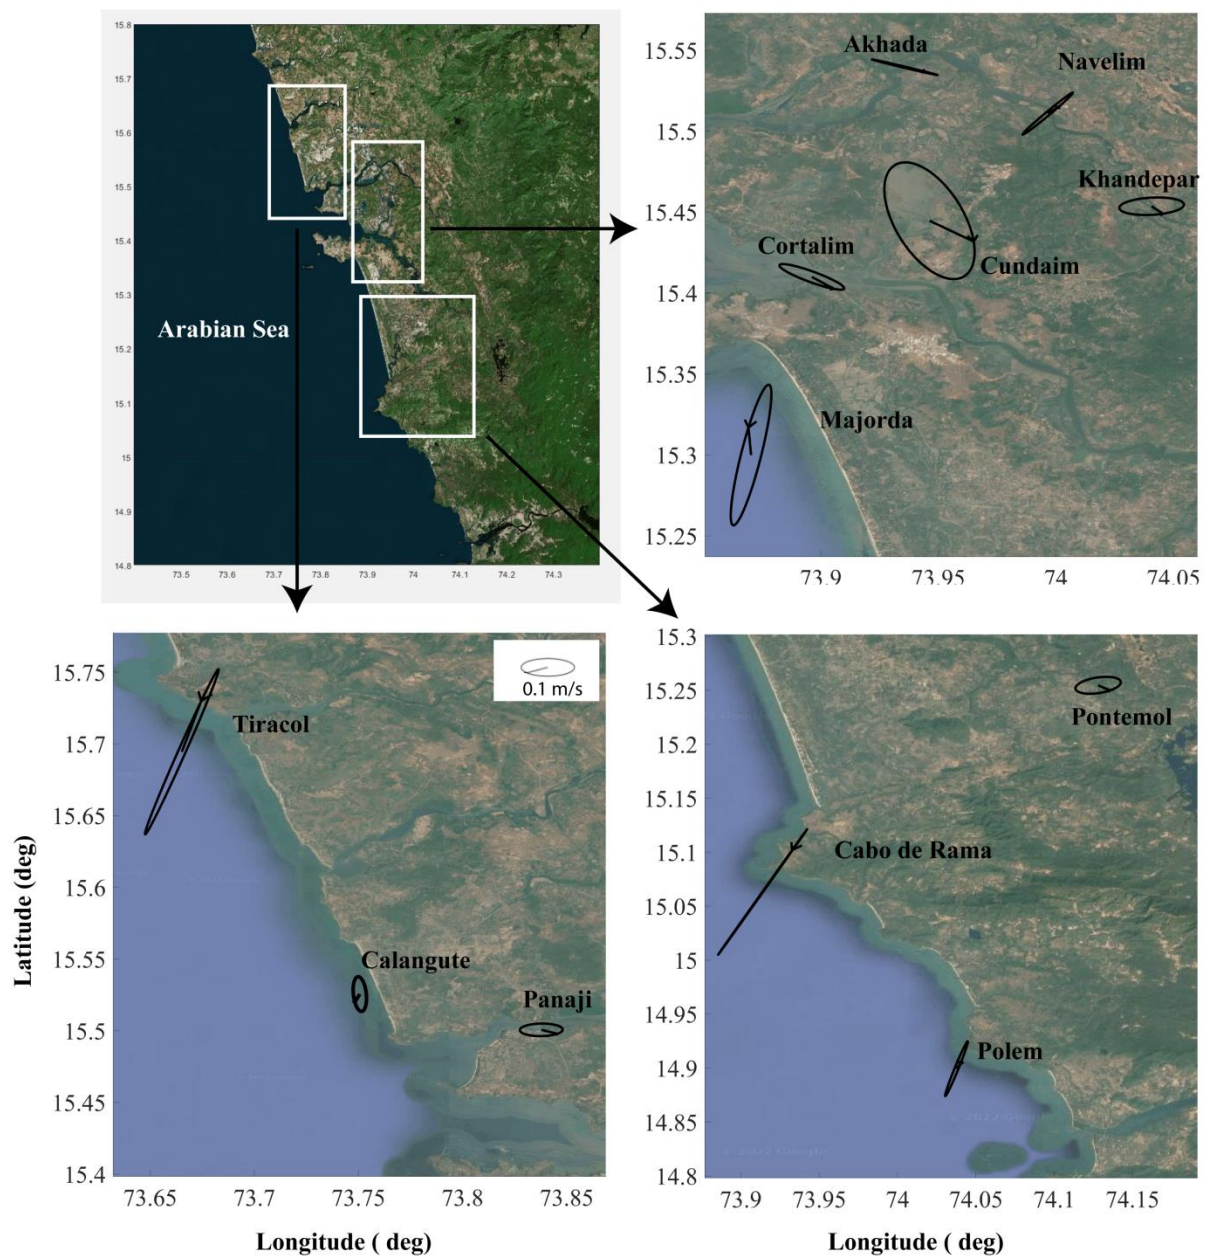 15.8
15.7
15.6
15.5
15.4
15.3
15.2
15.1
15
14.9
14.8
73.5 73.6 73.7 73.8 73.9 74 74.1 74.2 74.3
Arabian Sea
15.55
15.5
15.45
15.4
15.35
15.3
15.25
73.9 73.95 74 74.05
Akhada
Navelim
Khandepar
Cortalim
Cundaim
Majorda
15.75
15.7
15.65
15.6
15.55
15.5
15.45
15.4
73.65 73.7 73.75 73.8 73.85
0.1 m/s
Tiracol
Calangute
Panaji
Latitude (deg)
Longitude ( deg)
15.3
15.25
15.2
15.15
15.1
15.05
15
14.95
14.9
14.85
14.8
73.9 73.95 74 74.05 74.1 74.15
Pontemol
Cabo de Rama
Polem
Longitude ( deg)